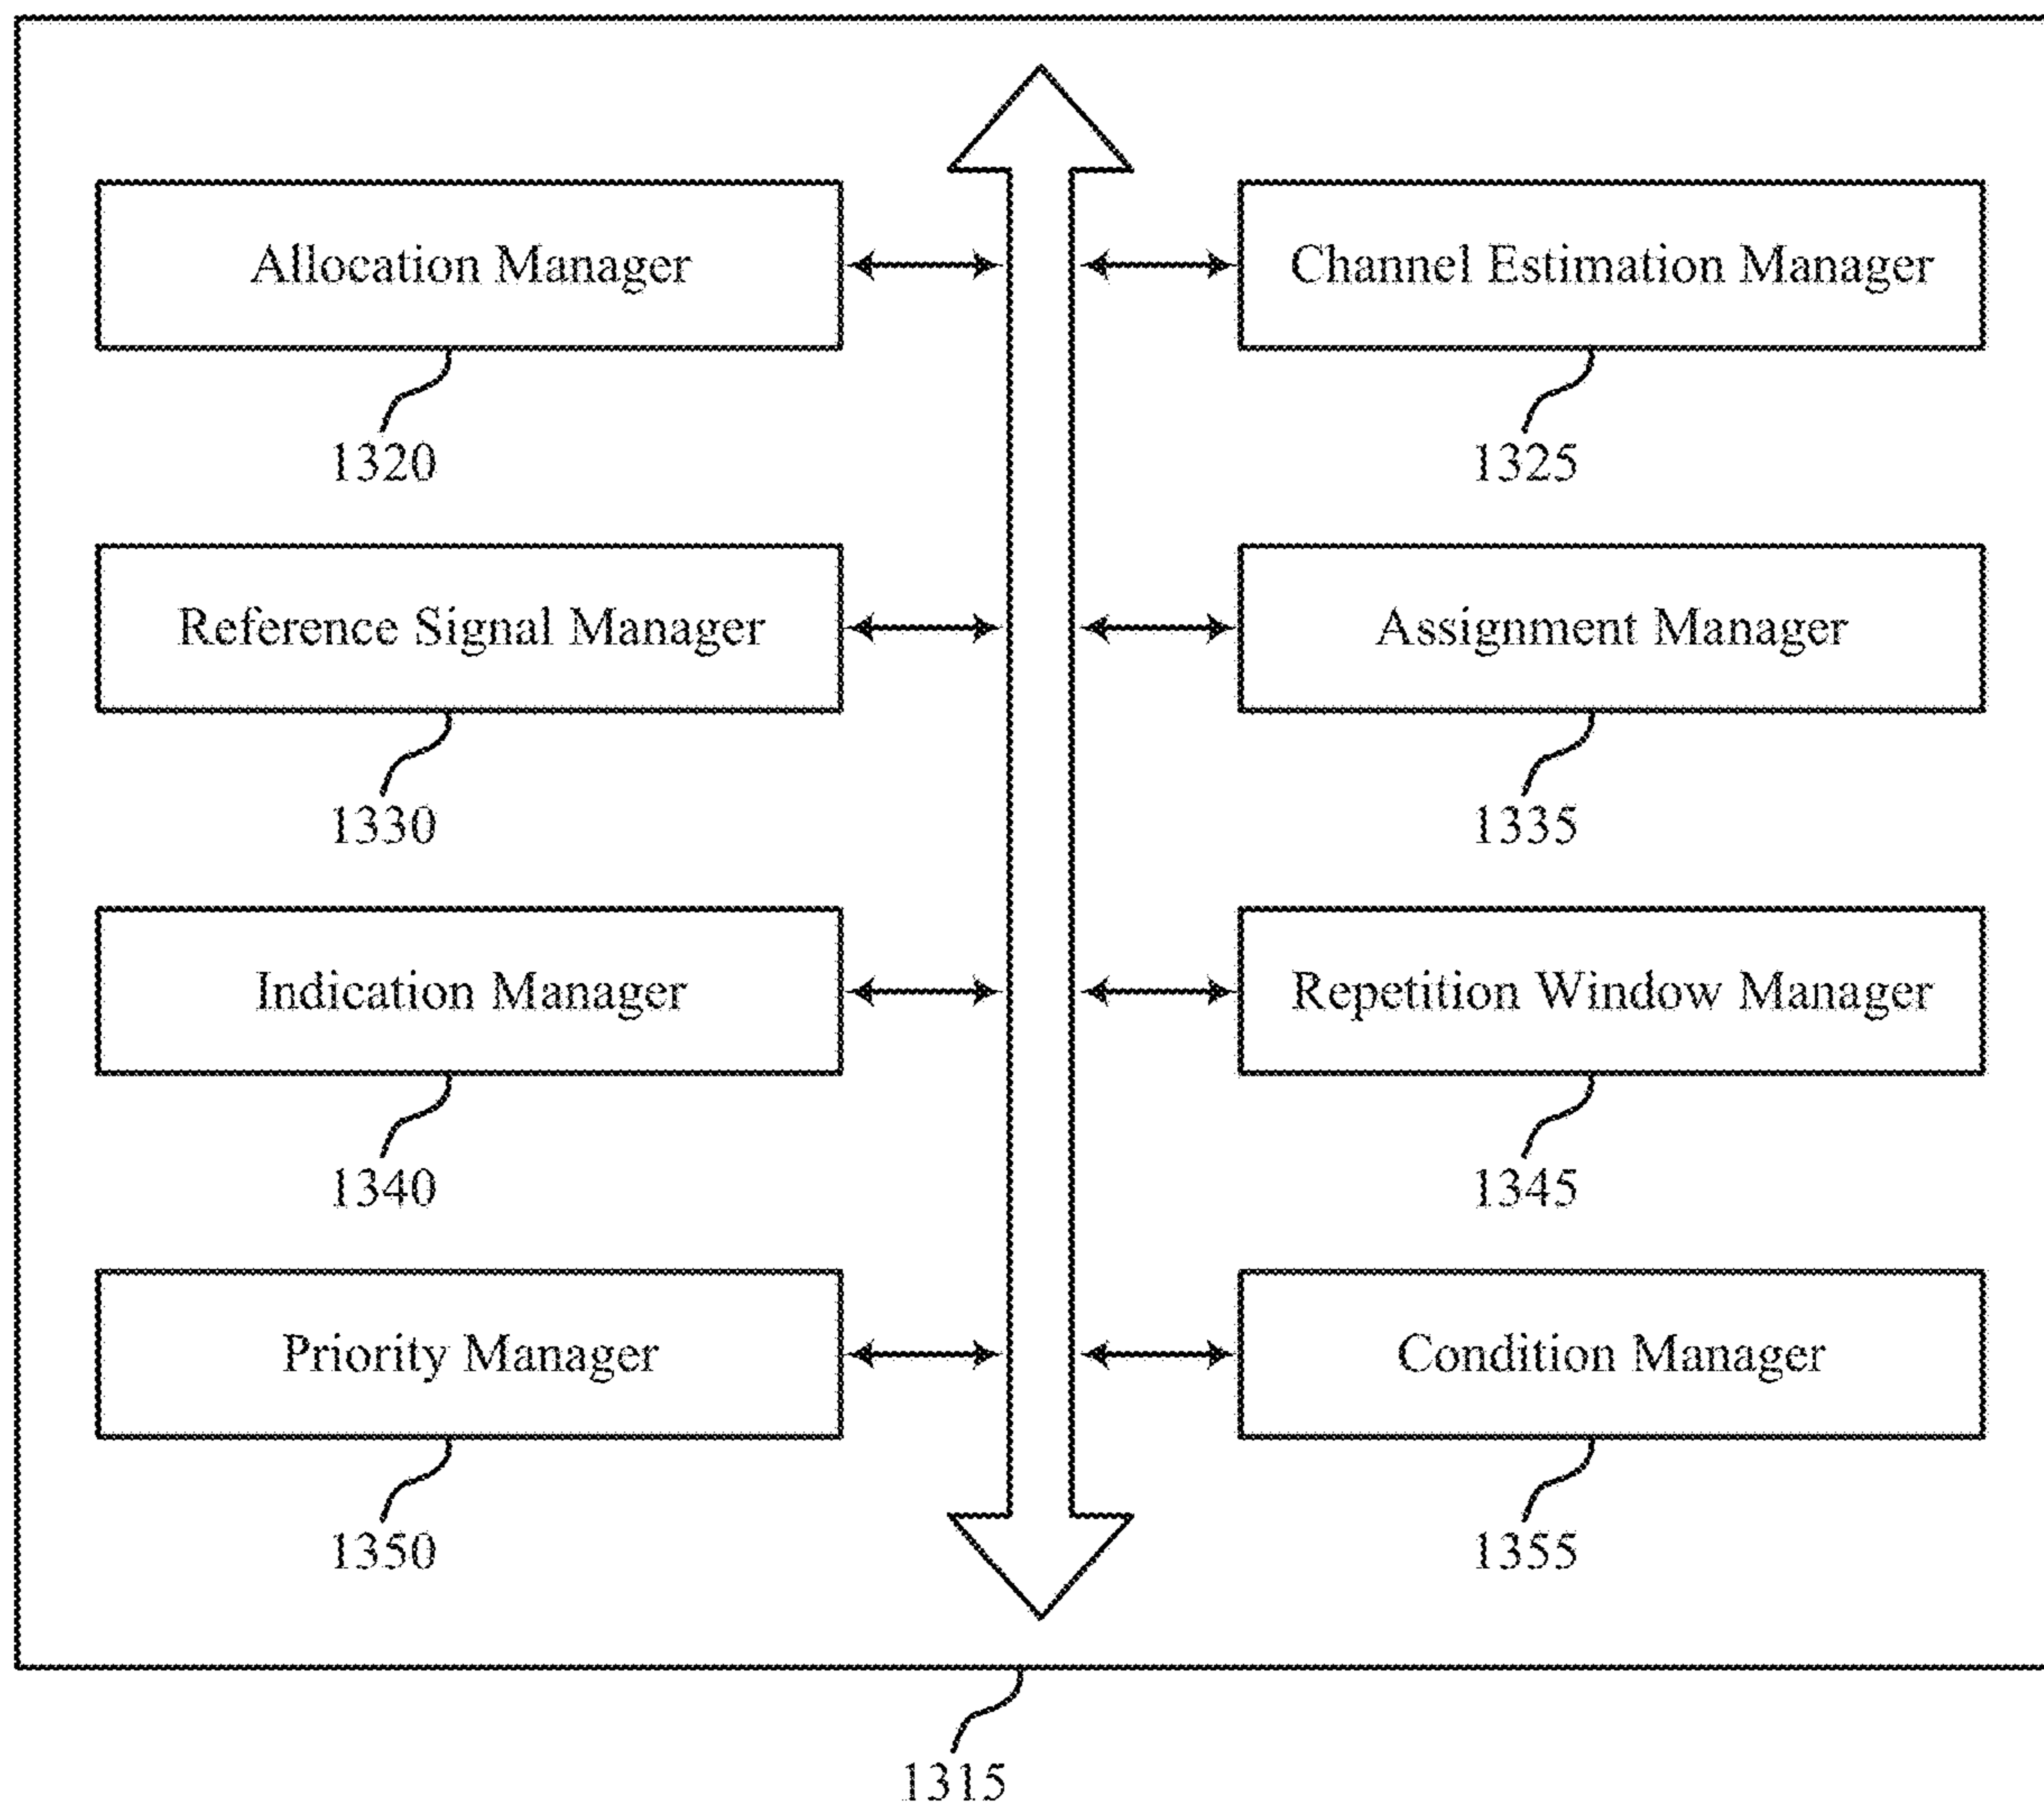 Allocation Manager
Channel Estimation Manager
1320
1325
Reference Signal Manager
Assignment Manager
1330
1335
Indication Manager
Repetition Window Manager
1340
1345
Priority Manager
Condition Manager
1350
1355
1315